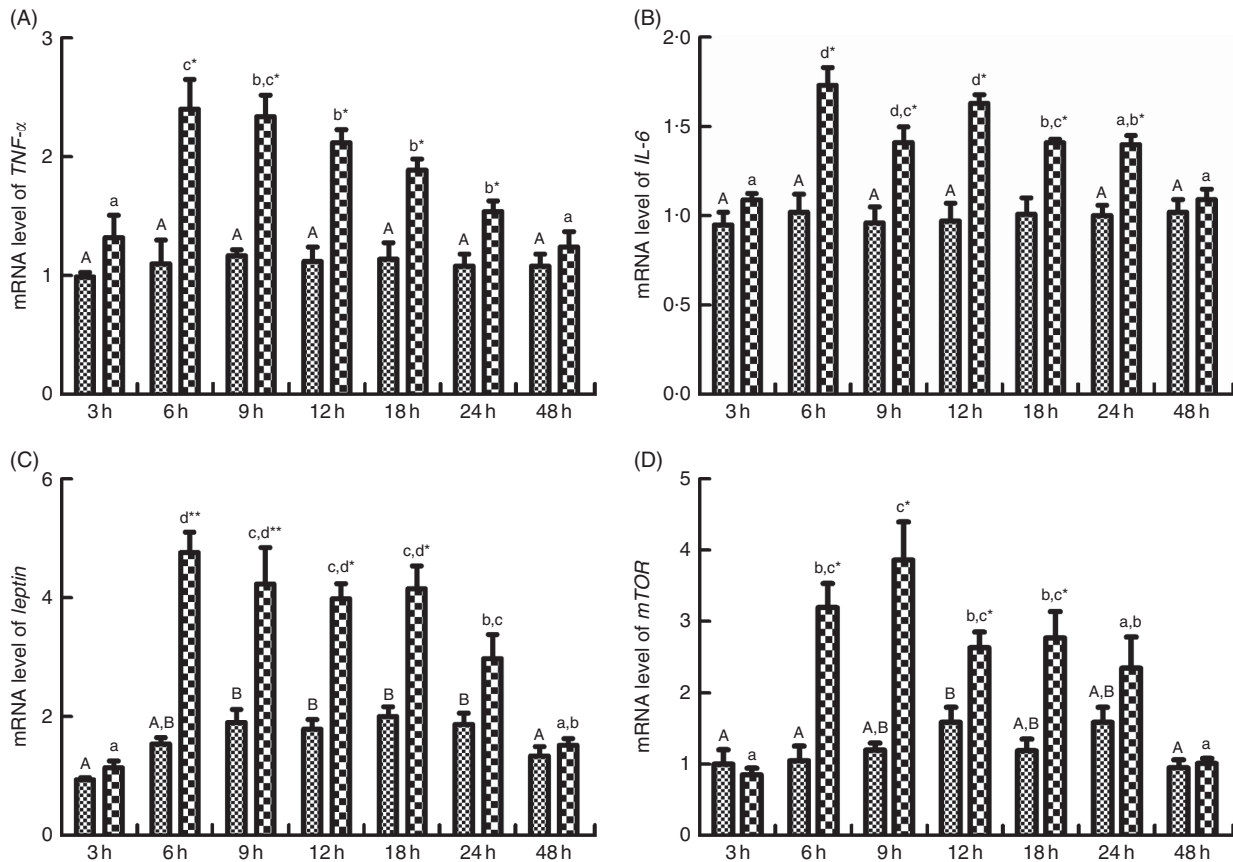 (A)
mRNA level of TNF-α
3
2
1
0
A a A c* A b,c* A b* A b* A b* A a
3 h 6 h 9 h 12 h 18 h 24 h 48 h
(B)
mRNA level of IL-6
2·0
1·5
1·0
0·5
0·0
A a A d* A d,c* A d* A b,c* A a,b* A a
3 h 6 h 9 h 12 h 18 h 24 h 48 h
(C)
mRNA level of leptin
6
4
2
0
A a A,B d** B c,d** B c,d* B c,d* B b,c A a,b
3 h 6 h 9 h 12 h 18 h 24 h 48 h
(D)
mRNA level of mTOR
5
4
3
2
1
0
A a A b,c* A,B c* B b,c* A,B b,c* A,B a,b A a
3 h 6 h 9 h 12 h 18 h 24 h 48 h